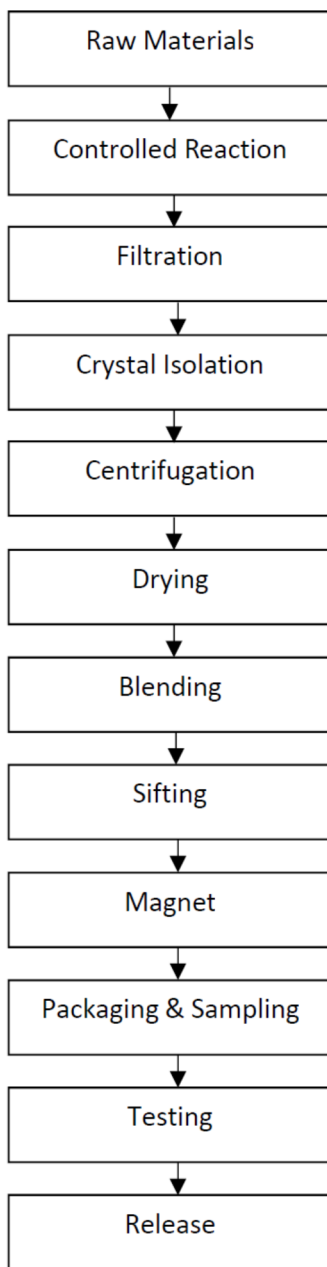 Raw Materials
Controlled Reaction
Filtration
Crystal Isolation
Centrifugation
Drying
Blending
Sifting
Magnet
Packaging & Sampling
Testing
Release